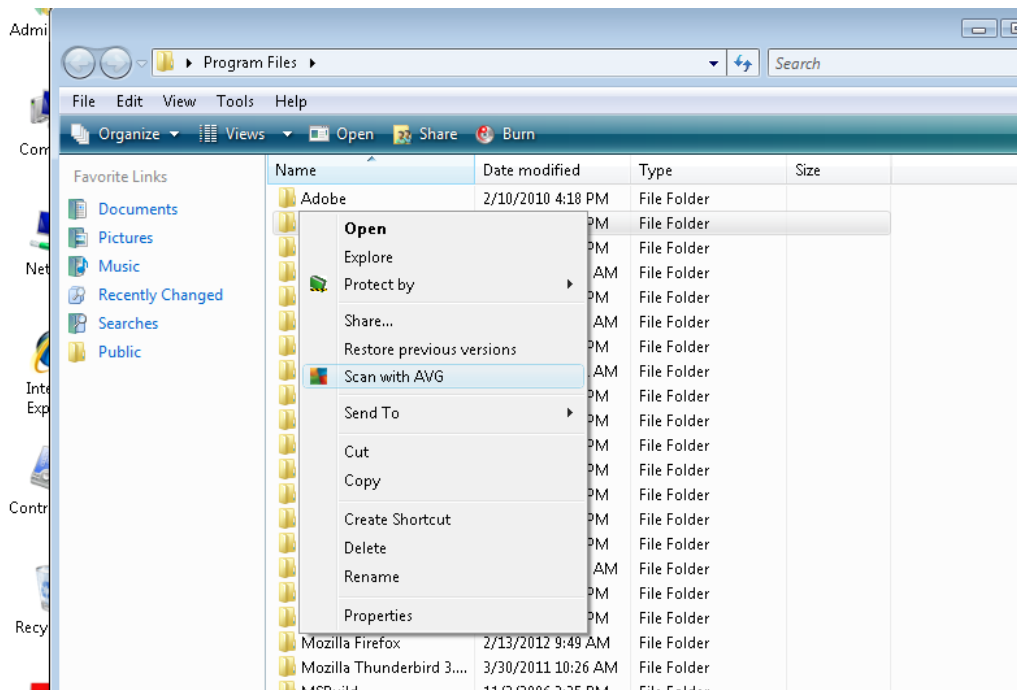 Admi
Program Files
Search
File Edit View Tools Help
Organize Views Open Share Burn
Com
Favorite Links
Name Date modified Type Size
Documents
Pictures
Music
Recently Changed
Searches
Public
Net
Inte
Exp
Contr
Recy
Adobe 2/10/2010 4:18 PM File Folder
PM File Folder
PM File Folder
AM File Folder
PM File Folder
AM File Folder
PM File Folder
AM File Folder
PM File Folder
PM File Folder
PM File Folder
PM File Folder
PM File Folder
PM File Folder
PM File Folder
AM File Folder
PM File Folder
PM File Folder
Open
Explore
Protect by
Share...
Restore previous versions
Scan with AVG
Send To
Cut
Copy
Create Shortcut
Delete
Rename
Properties
Mozilla Firefox 2/13/2012 9:49 AM File Folder
Mozilla Thunderbird 3.... 3/30/2011 10:26 AM File Folder